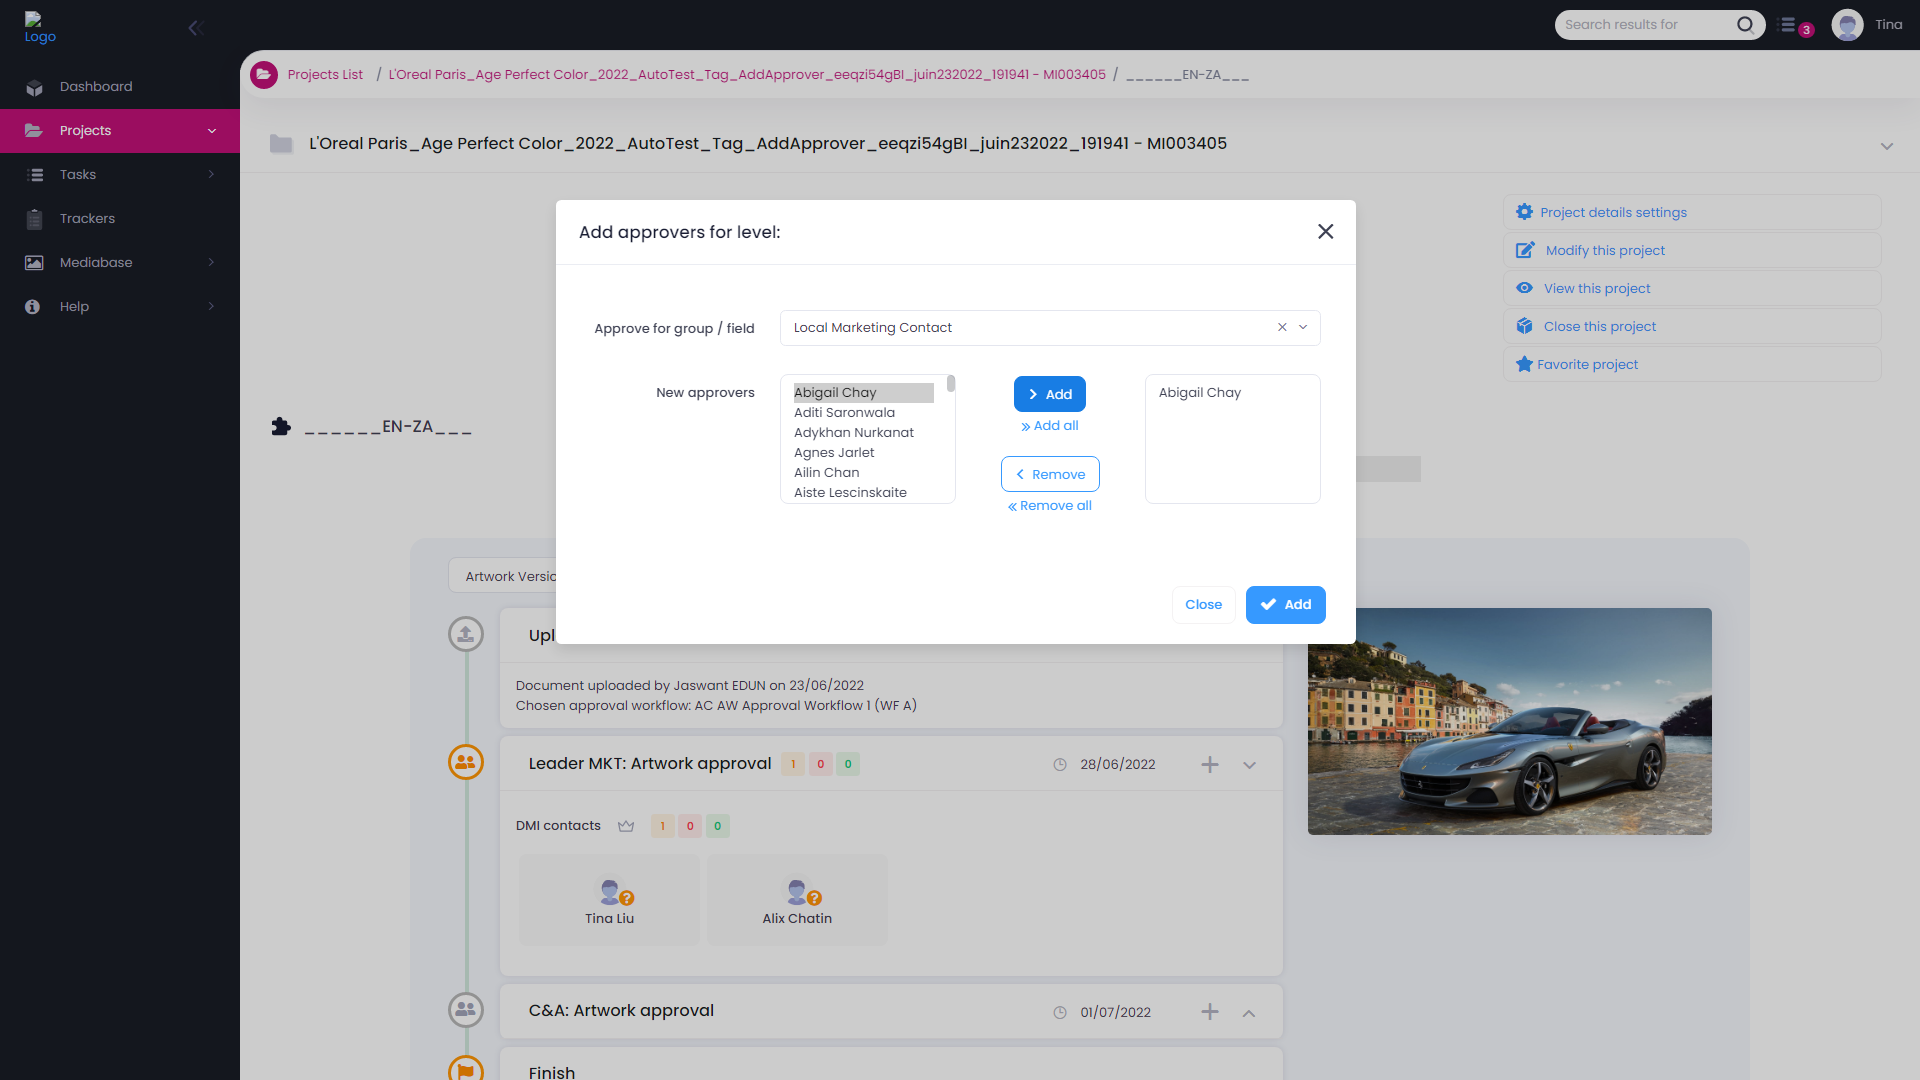 Logo
Search results for
3
Tina
Dashboard
Projects
Tasks
Trackers
Mediabase
Help
Projects List / L'Oreal Paris_Age Perfect Color_2022_AutoTest_Tag_AddApprover_eeqzi54gBI_juin232022_191941 - MI003405 / ______EN-ZA___
L'Oreal Paris_Age Perfect Color_2022_AutoTest_Tag_AddApprover_eeqzi54gBI_juin232022_191941 - MI003405
Project details settings
Modify this project
View this project
Close this project
Favorite project
______EN-ZA___
Add approvers for level:
Approve for group / field
Local Marketing Contact
New approvers
Abigail Chay
Aditi Saronwala
Adykhan Nurkanat
Agnes Jarlet
Ailin Chan
Aiste Lescinskaite
Add
Add all
Remove
Remove all
Abigail Chay
Close
Add
Artwork Versio
Upl
Document uploaded by Jaswant EDUN on 23/06/2022
Chosen approval workflow: AC AW Approval Workflow 1 (WF A)
Leader MKT: Artwork approval 1 0 0 28/06/2022
DMI contacts 1 0 0
Tina Liu
Alix Chatin
C&A: Artwork approval 01/07/2022
Finish